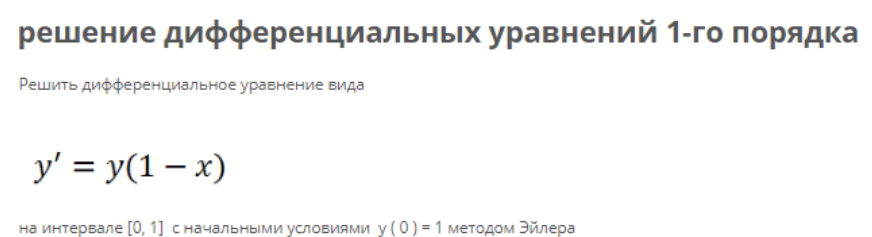 решение дифференциальных уравнений 1-го порядка
Решить дифференциальное уравнение вида
y′ = y(1 − x)
на интервале [0, 1]  с начальными условиями  y ( 0 ) = 1 методом Эйлера